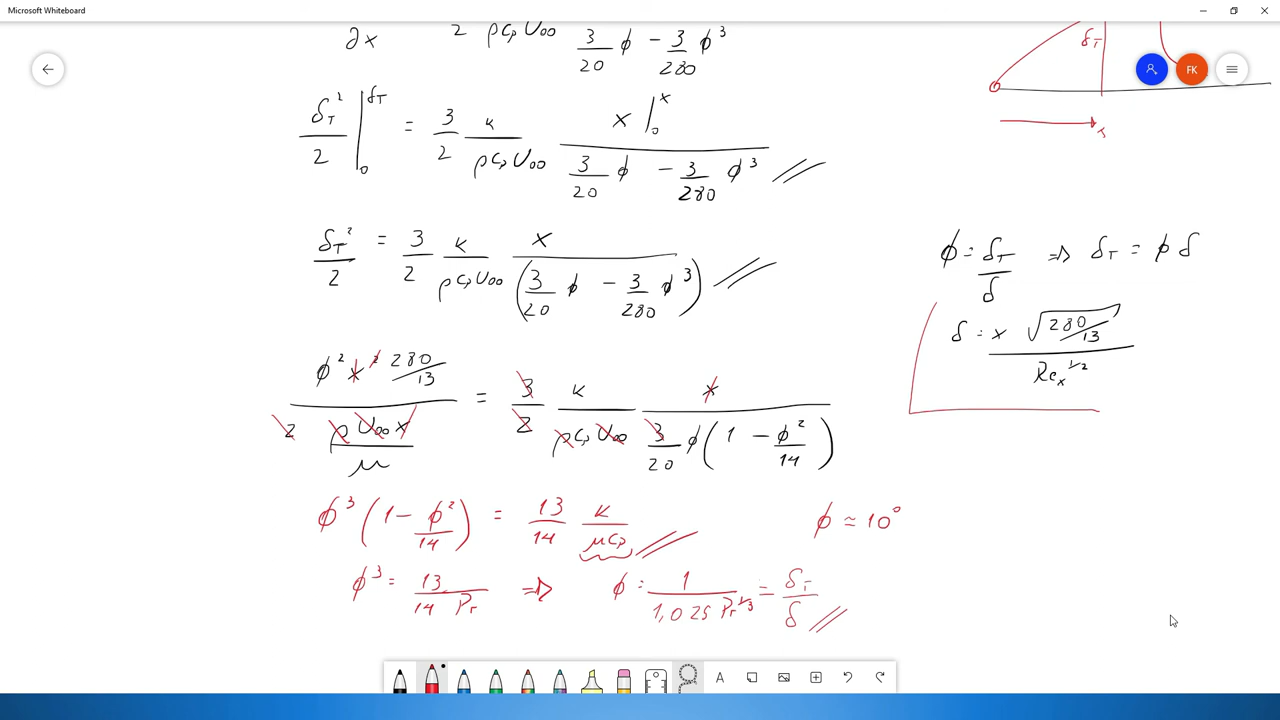 Microsoft Whiteboard
∂x 2 ρcpU∞ 3/20 ϕ − 3/280 ϕ³
δT
FK
δT²/2 |₀^δT = 3/2 k/(ρcpU∞) x|₀^x / (3/20 ϕ − 3/280 ϕ³) //
δT²/2 = 3/2 k/(ρcpU∞) x/(3/20 ϕ − 3/280 ϕ³) //
ϕ = δT/δ ⇒ δT = ϕ δ
δ = x √(280/13) / Rex^1/2
ϕ² x² 280/13 / (2 ρU∞x/μ) = 3/2 k/(ρcpU∞) x/(3/20 ϕ(1 − ϕ²/14))
ϕ³(1 − ϕ²/14) = 13/14 k/(μcp) //
ϕ ≈ 10°
ϕ³ = 13/(14 Pr) ⇒ ϕ = 1/(1,025 Pr^1/3) = δT/δ //
A